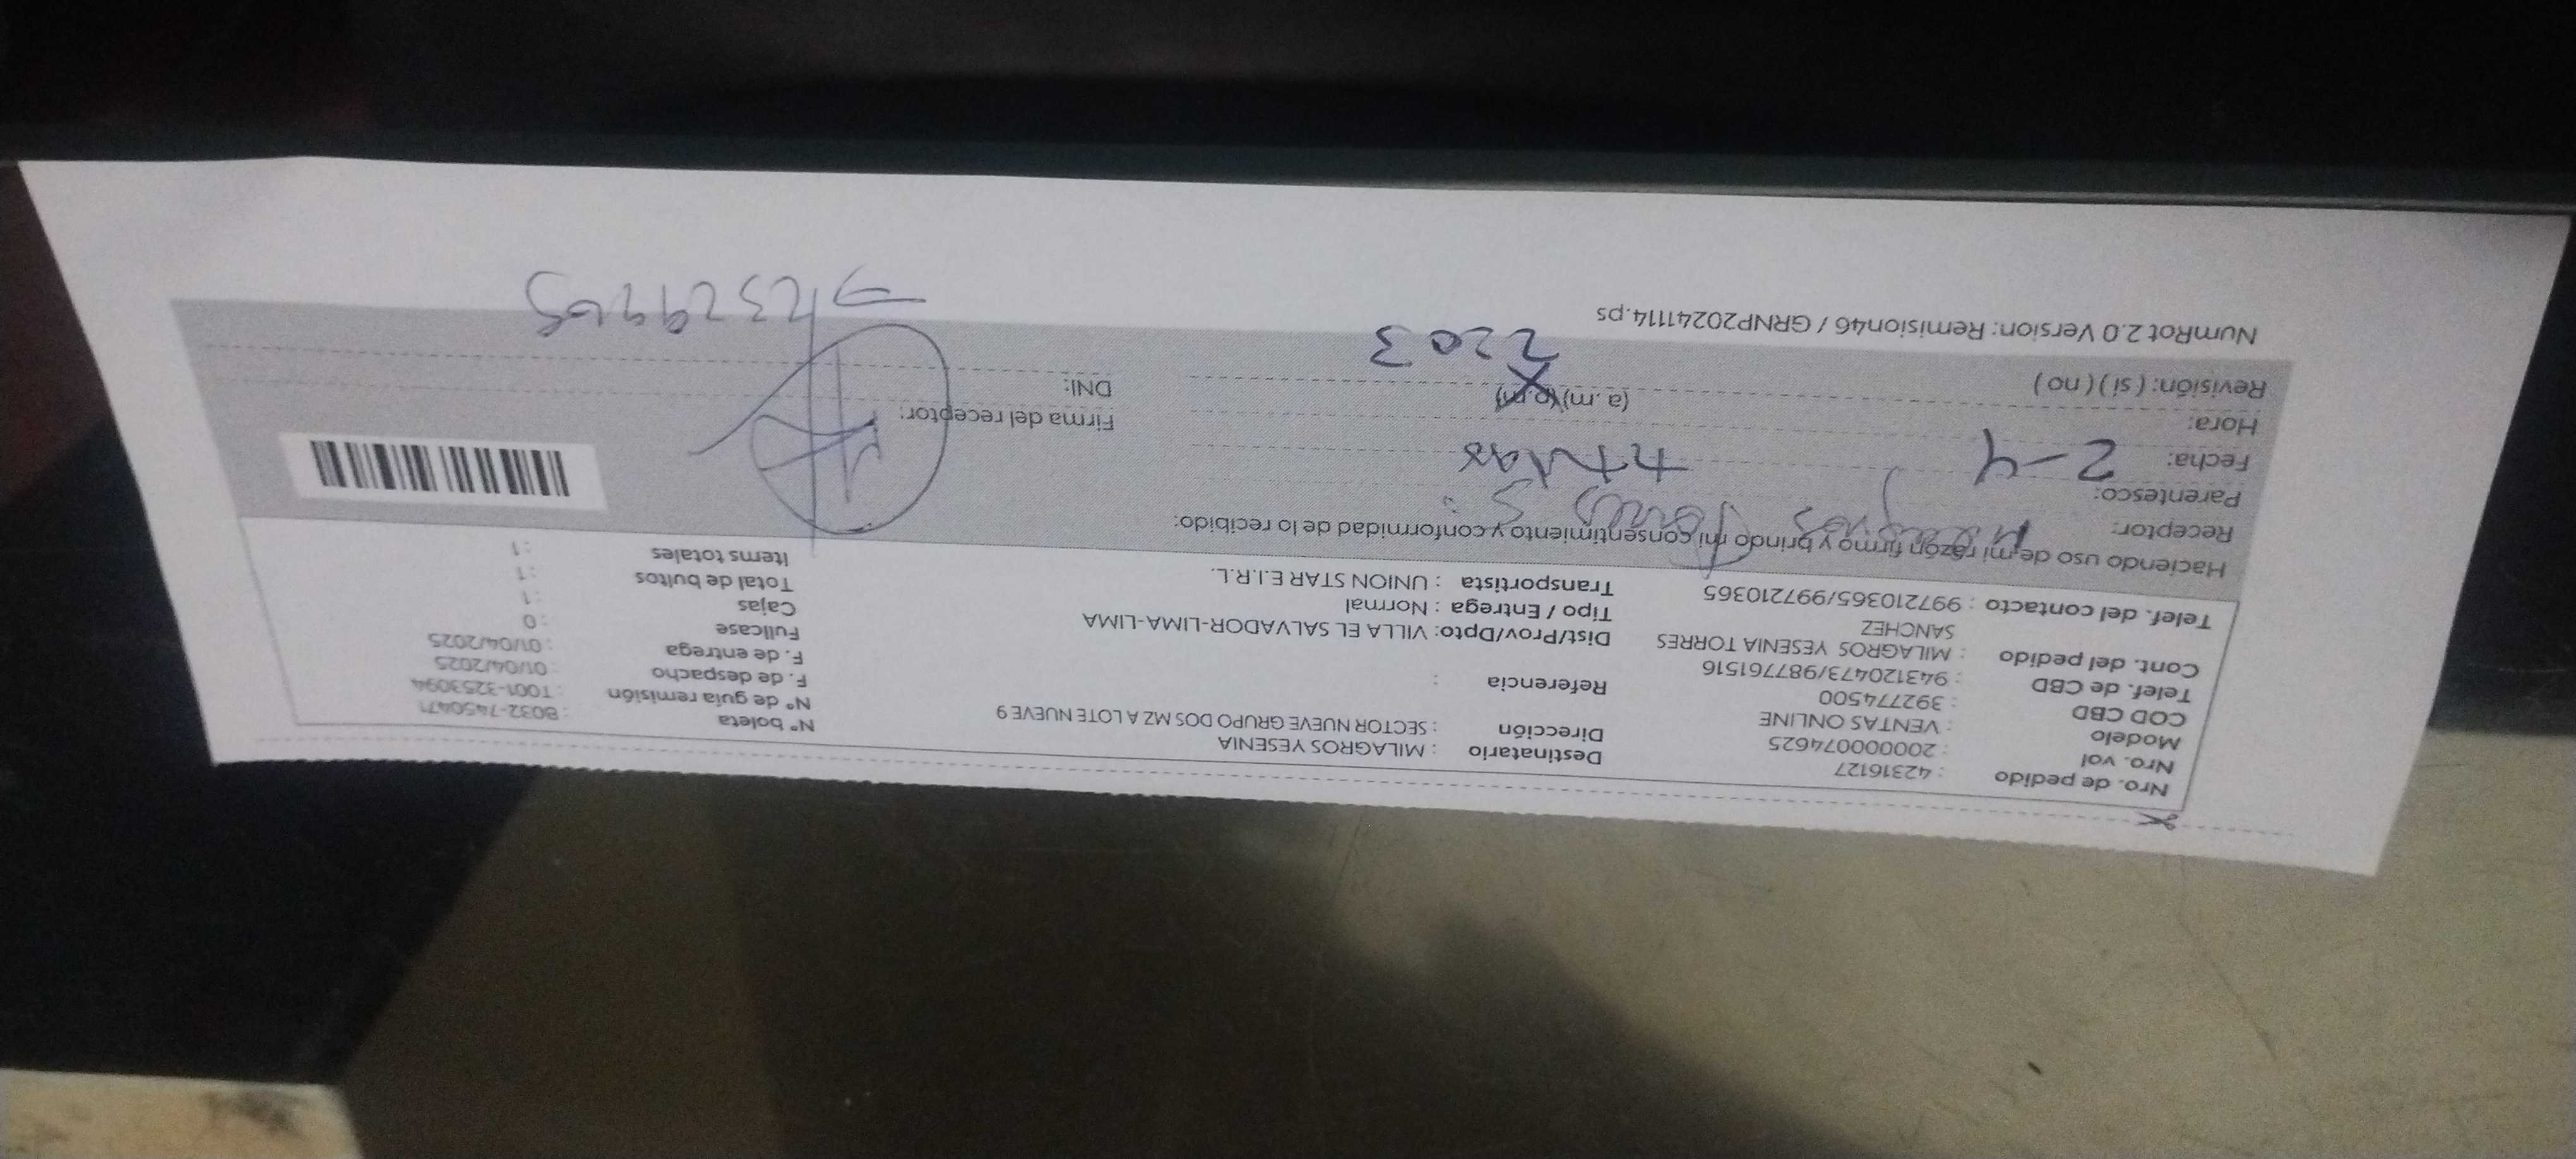 Nro. de pedido : 42316127
Nro. vol : 2000000074625
Modelo : VENTAS ONLINE
COD CBD : 392774500
Telef. de CBD : 943120473/987761516
Cont. del pedido : MILAGROS YESENIA TORRES
SANCHEZ
Telef. del contacto : 997210365/997210365
Destinatario : MILAGROS YESENIA
Dirección : SECTOR NUEVE GRUPO DOS MZ A LOTE NUEVE 9
Referencia :
Dist/Prov/Dpto: VILLA EL SALVADOR-LIMA-LIMA
Tipo / Entrega : Normal
Transportista : UNION STAR E.I.R.L.
Nº boleta : B032-7450471
Nº de guía remisión : T001-3253094
F. de despacho : 01/04/2025
F. de entrega : 01/04/2025
Fullcase : 0
Cajas : 1
Total de bultos : 1
Items totales : 1
Haciendo uso de mi razón firmo y brindo mi consentimiento y conformidad de lo recibido:
Receptor: Milagros Torres S.
Parentesco:
Fecha: 2-4
Hora: (a.m) (p.m)
Revisión: ( si ) ( no ) 2203
Firma del receptor:
DNI:
NumRot 2.0 Version: Remision46 / GRNP20241114.ps